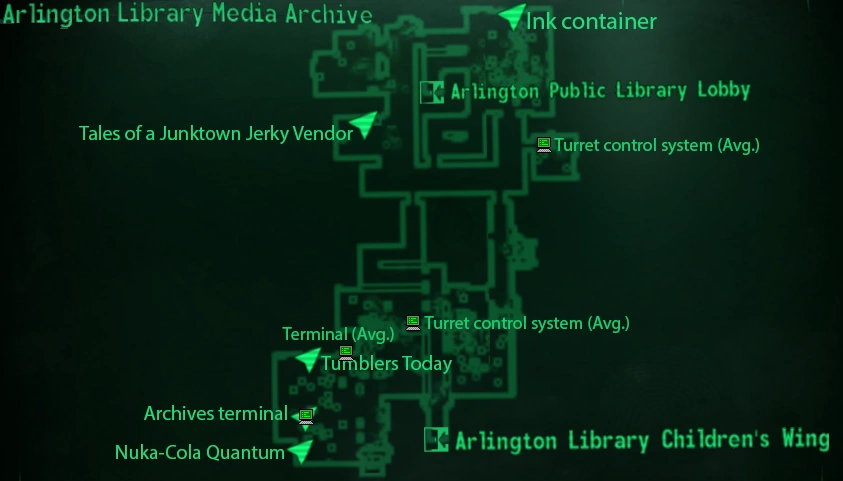 Arlington Library Media Archive
Ink container
Arlington Public Library Lobby
Tales of a Junktown Jerky Vendor
Turret control system (Avg.)
Turret control system (Avg.)
Terminal (Avg.)
Tumblers Today
Archives terminal
Arlington Library Children's Wing
Nuka-Cola Quantum